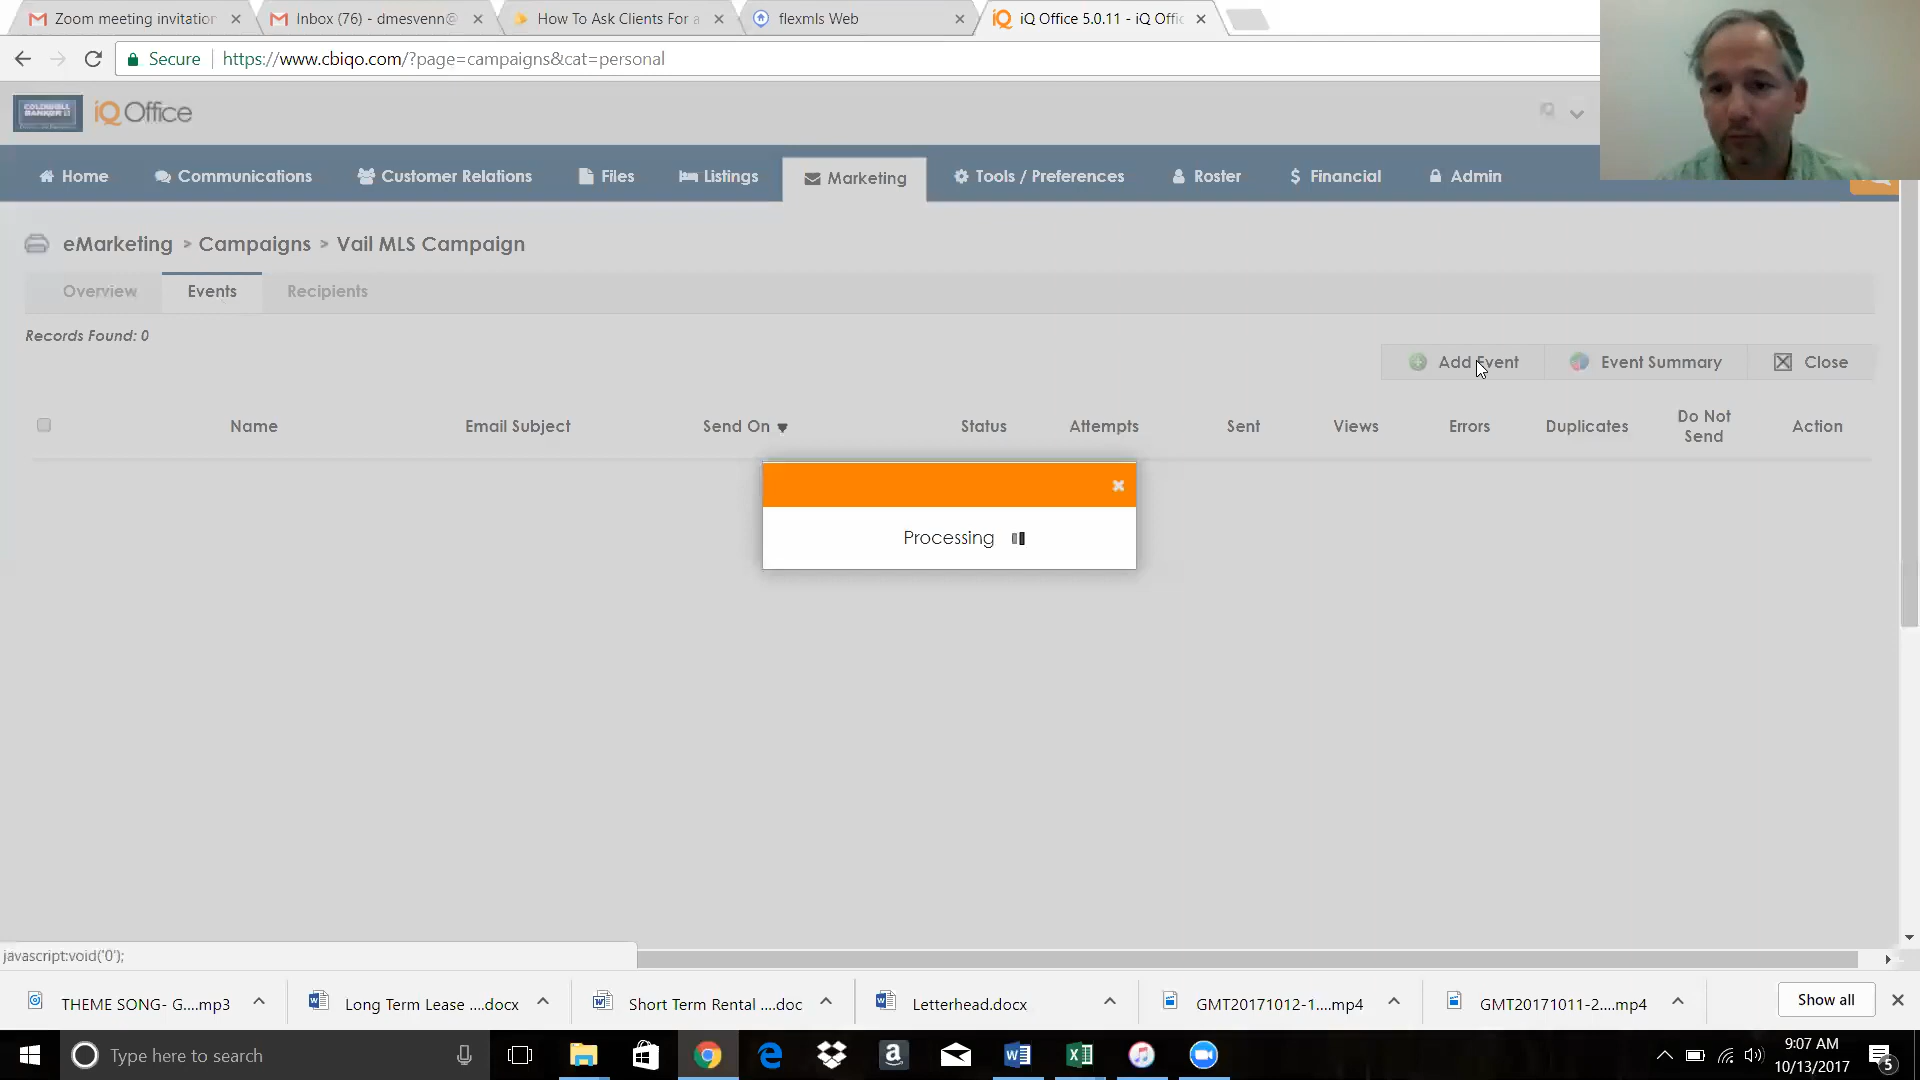 Zoom meeting invitation
Inbox (76) - dmesvenn@
How To Ask Clients For a
flexmls Web
iQ Office 5.0.11 - iQ Offic
Secure
https://www.cbiqo.com/?page=campaigns&cat=personal
COLDWELL BANKER
iQ Office
Home
Communications
Customer Relations
Files
Listings
Marketing
Tools / Preferences
Roster
Financial
Admin
eMarketing > Campaigns > Vail MLS Campaign
Overview
Events
Recipients
Records Found: 0
Add Event
Event Summary
Close
Name
Email Subject
Send On
Status
Attempts
Sent
Views
Errors
Duplicates
Do Not
Send
Action
Processing
javascript:void('0');
THEME SONG- G....mp3
Long Term Lease ....docx
Short Term Rental ....doc
Letterhead.docx
GMT20171012-1....mp4
GMT20171011-2....mp4
Show all
Type here to search
9:07 AM
10/13/2017
5